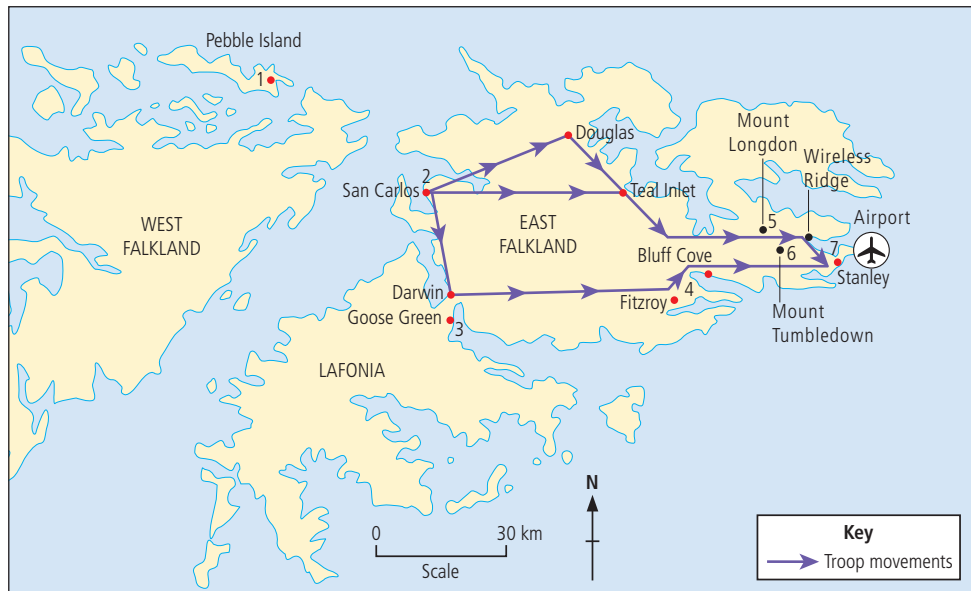 Pebble Island
1
Douglas
Mount
Longdon
Wireless
Ridge
2
San Carlos
Teal Inlet
WEST
FALKLAND
EAST
FALKLAND
5
Airport
6
7
Bluff Cove
Stanley
Darwin
4
Fitzroy
Mount
Tumbledown
Goose Green
3
LAFONIA
N
0
30 km
Scale
Key
Troop movements